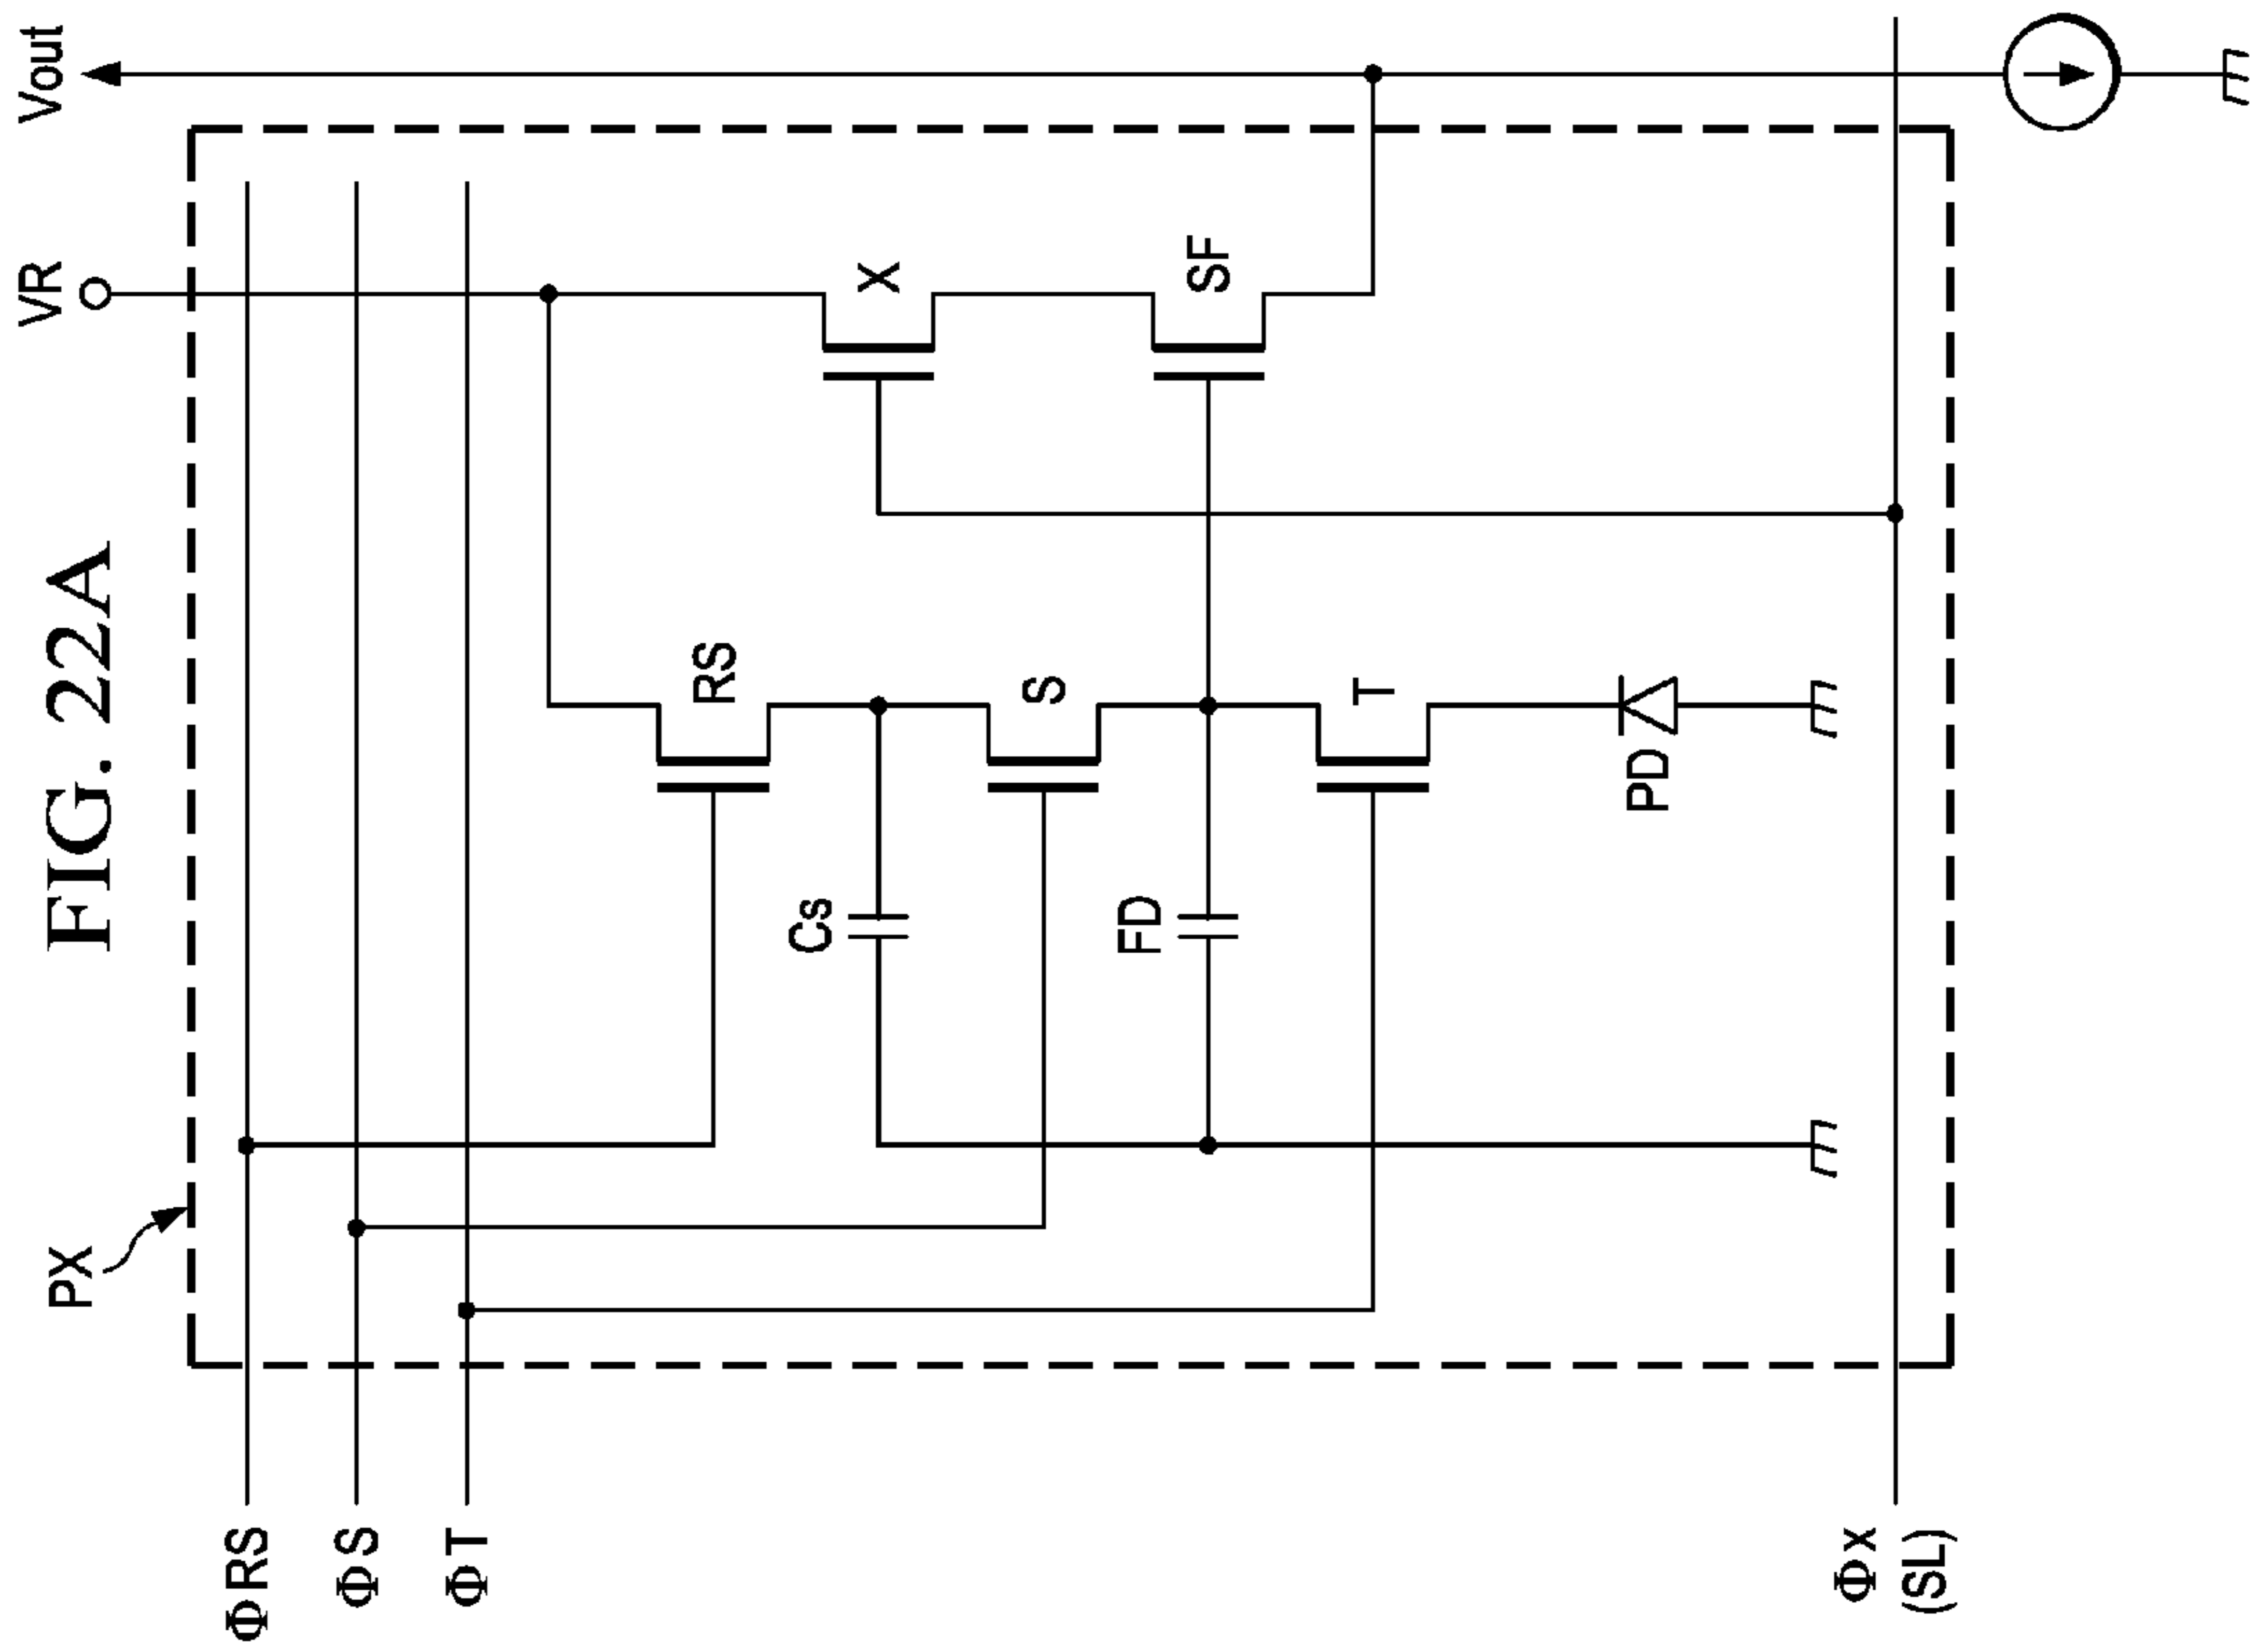 FIG. 22A
PX
VR
Vout
ΦRS
ΦS
ΦT
RS
X
Cs
S
SF
FD
T
PD
Φx
(SL)